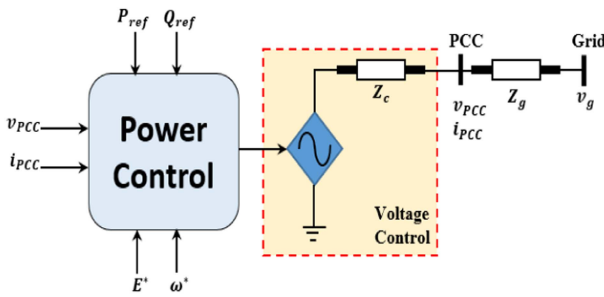 P_ref Q_ref
v_PCC
i_PCC
Power
Control
E* ω*
Z_c
Voltage
Control
PCC
v_PCC
i_PCC
Z_g
Grid
v_g